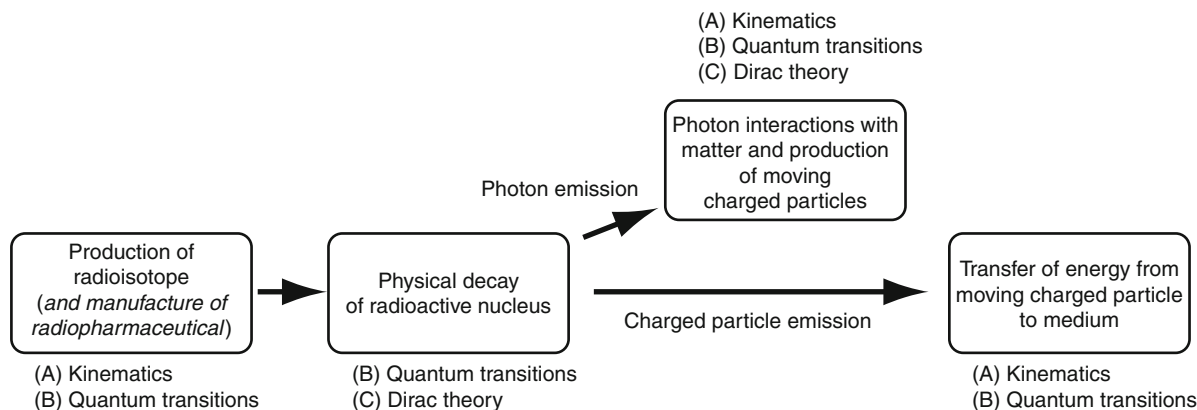 (A) Kinematics
(B) Quantum transitions
(C) Dirac theory
Photon interactions with
matter and production
of moving
charged particles
Photon emission
Production of
radioisotope
(and manufacture of
radiopharmaceutical)
(A) Kinematics
(B) Quantum transitions
Physical decay
of radioactive nucleus
(B) Quantum transitions
(C) Dirac theory
Charged particle emission
Transfer of energy from
moving charged particle
to medium
(A) Kinematics
(B) Quantum transitions